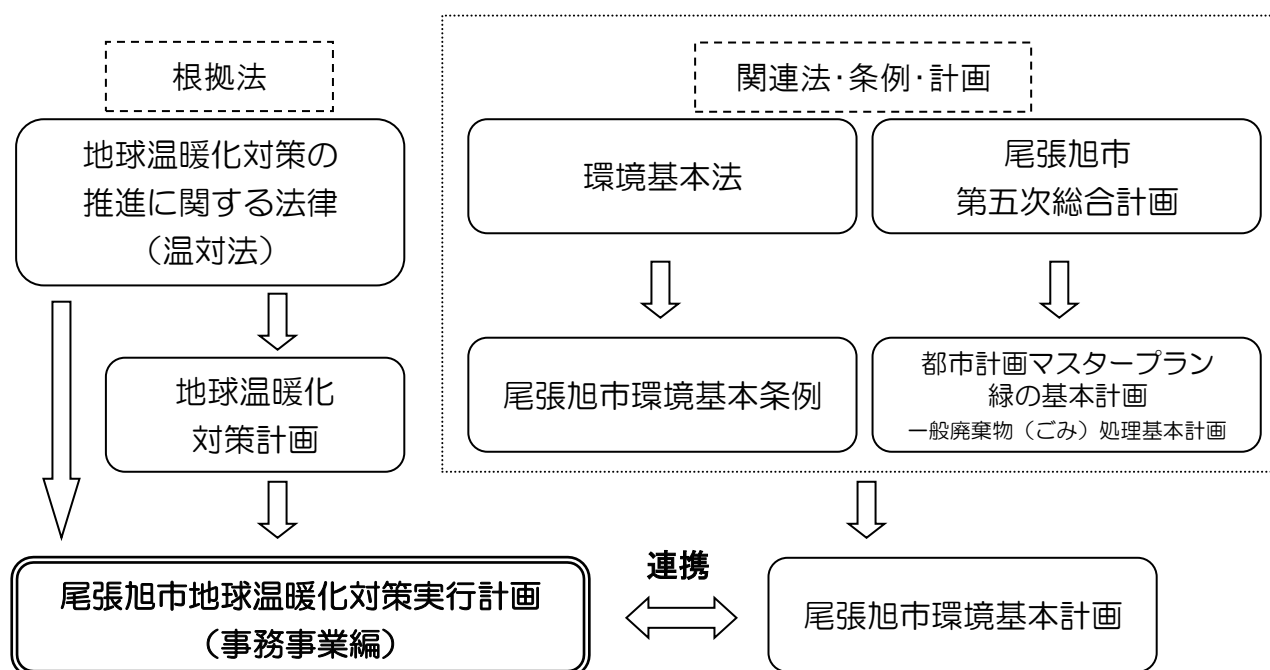 根拠法
地球温暖化対策の
推進に関する法律
（温対法）
地球温暖化
対策計画
関連法・条例・計画
環境基本法
尾張旭市
第五次総合計画
尾張旭市環境基本条例
都市計画マスタープラン
緑の基本計画
一般廃棄物（ごみ）処理基本計画
尾張旭市地球温暖化対策実行計画
（事務事業編）
連携
尾張旭市環境基本計画